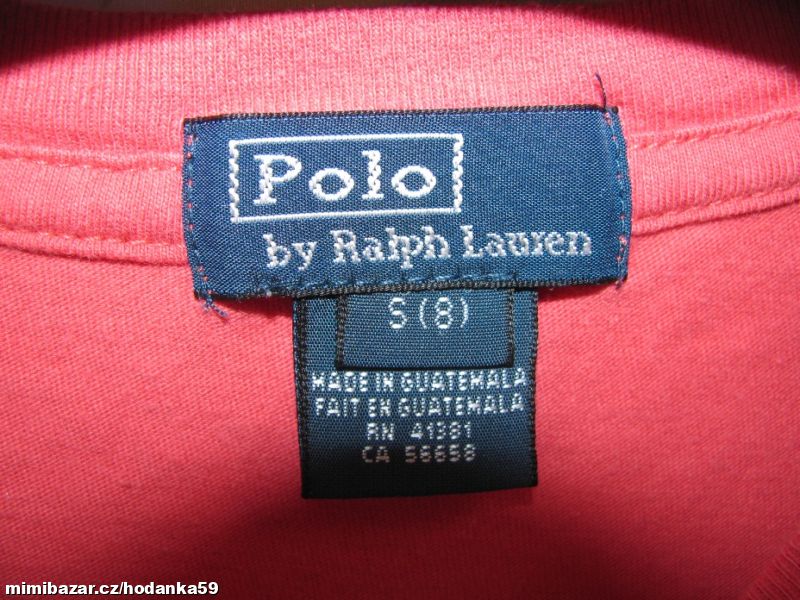 Polo
by Ralph Lauren
S (8)
MADE IN GUATEMALA
FAIT EN GUATEMALA
RN 41381
CA 56658
mimibazar.cz/hodanka59